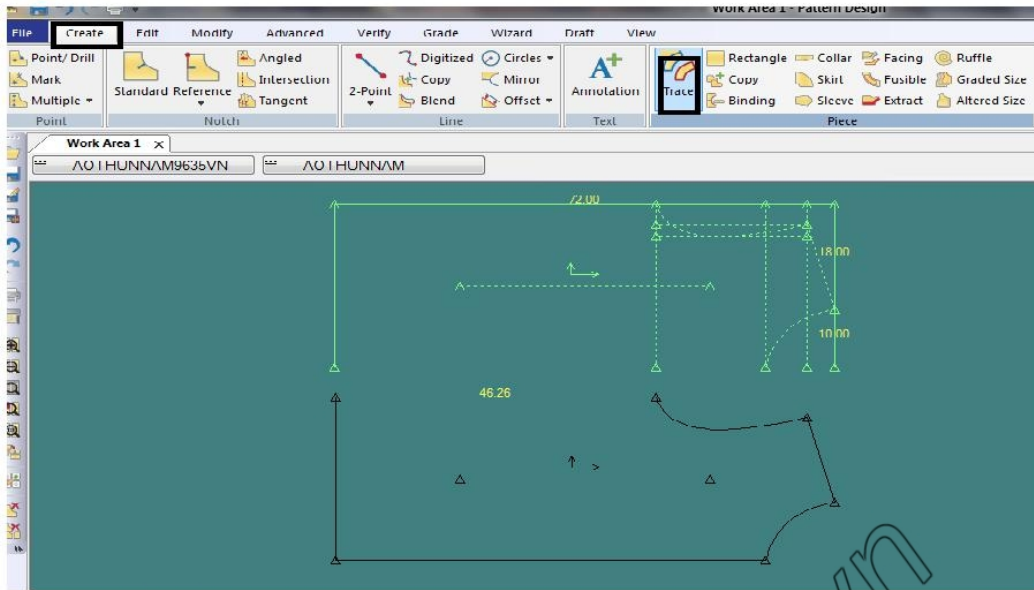 Work Area 1 - Pattern Design
File Create Edit Modify Advanced Verify Grade Wizard Draft View
Point/ Drill Angled Digitized Circles Rectangle Collar Facing Ruffle
Mark Standard Reference Intersection 2-Point Copy Mirror Annotation Trace Copy Skirt Fusible Graded Size
Multiple Tangent Blend Offset Binding Sleeve Extract Altered Size
Point Notch Line Text Piece
Work Area 1 x
AOTHUNNAM9635VN AOTHUNNAM
72.00
18.00
10.00
46.26
vn